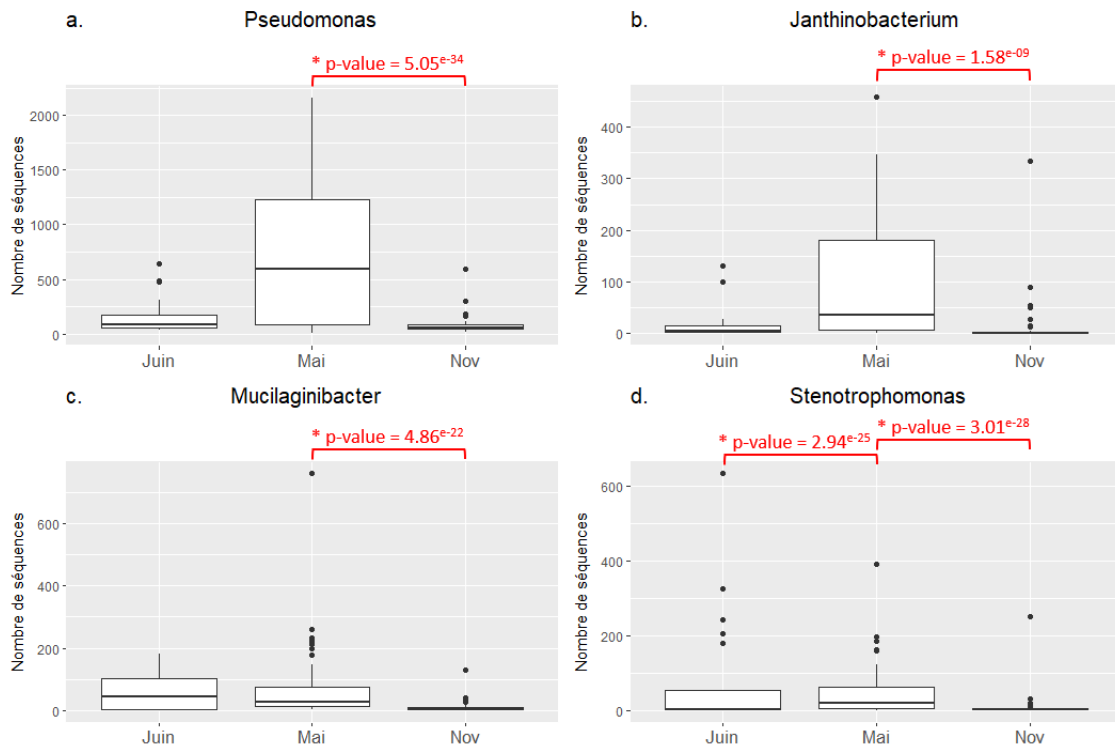 a. Pseudomonas
* p-value = 5.05e-34
Nombre de séquences
2000
1500
1000
500
0
Juin Mai Nov
b. Janthinobacterium
* p-value = 1.58e-09
Nombre de séquences
400
300
200
100
0
Juin Mai Nov
c. Mucilaginibacter
* p-value = 4.86e-22
Nombre de séquences
600
400
200
0
Juin Mai Nov
d. Stenotrophomonas
* p-value = 3.01e-28
* p-value = 2.94e-25
Nombre de séquences
600
400
200
0
Juin Mai Nov